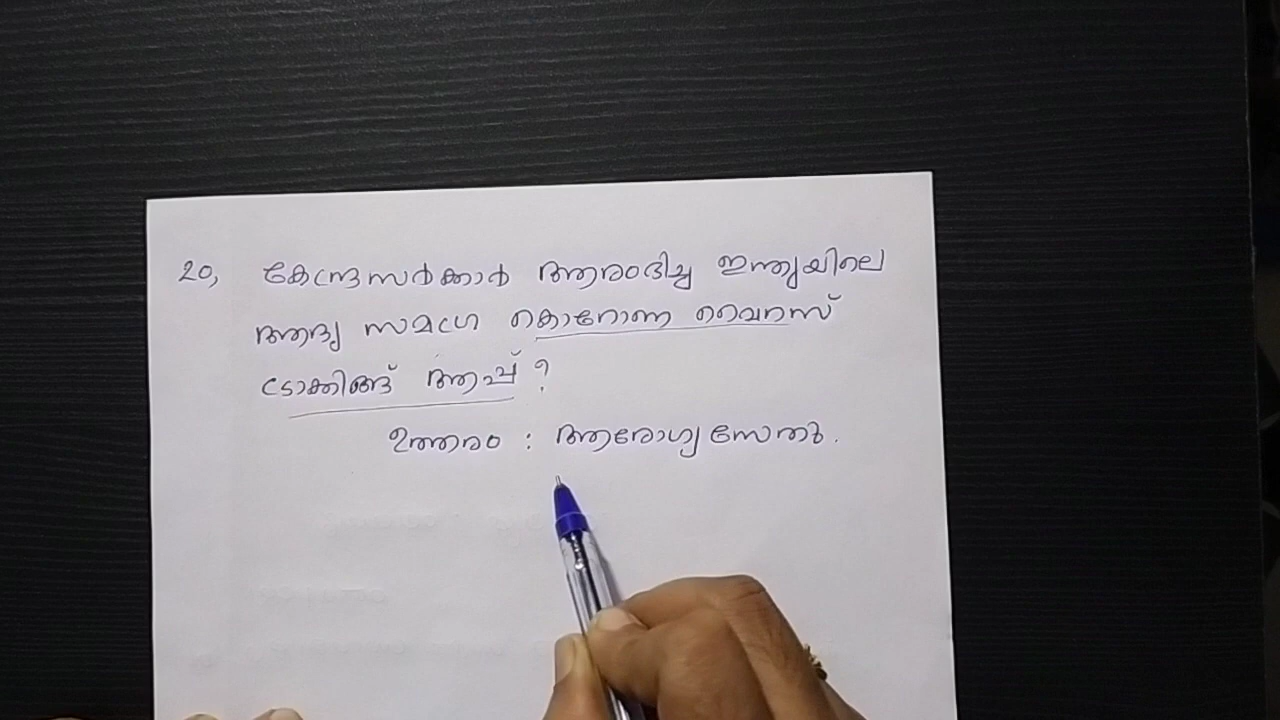 20, കേന്ദ്രസർക്കാർ ആരംഭിച്ച ഇന്ത്യയിലെ
ആദ്യ സമഗ്ര കൊറോണ വൈറസ്
ട്രാക്കിങ്ങ് ആപ്പ് ?
ഉത്തരം : ആരോഗ്യസേതു.